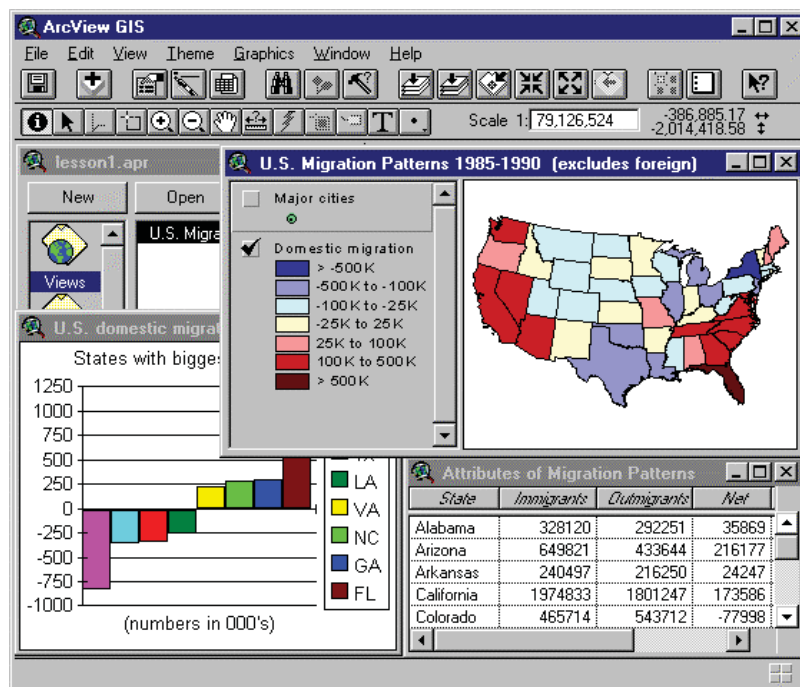 ArcView GIS
File Edit View Theme Graphics Window Help
Scale 1: 79,126,524
-386,885.17
-2,014,418.58
lesson1.apr
New Open
U.S. Migra
Views
U.S. Migration Patterns 1985-1990 (excludes foreign)
Major cities
Domestic migration
> -500K
-500K to -100K
-100K to -25K
-25K to 25K
25K to 100K
100K to 500K
> 500K
U.S. domestic migrat
States with bigges
1250
1000
750
500
250
0
-250
-500
-750
-1000
(numbers in 000's)
LA
VA
NC
GA
FL
Attributes of Migration Patterns
State Immigrants Outmigrants Net
Alabama 328120 292251 35869
Arizona 649821 433644 216177
Arkansas 240497 216250 24247
California 1974833 1801247 173586
Colorado 465714 543712 -77998